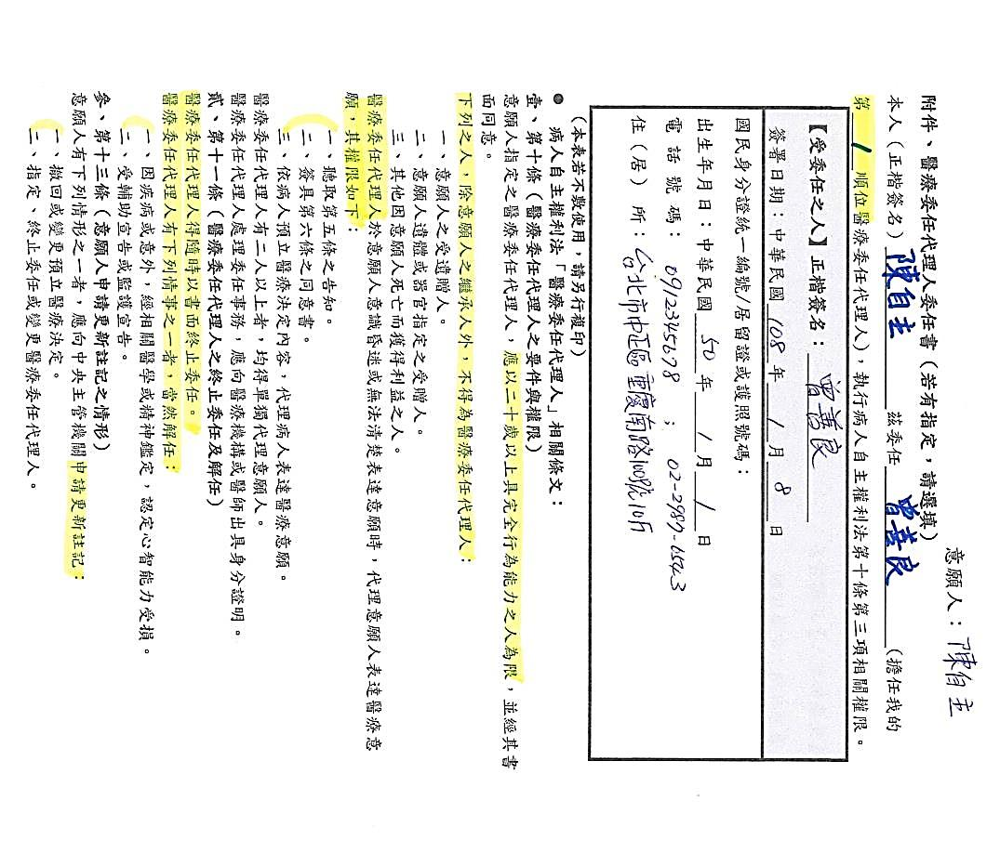 意願人：陳自主
附件、醫療委任代理人委任書（若有指定，請選填）
本人（正楷簽名）陳自主 茲委任 曾善良（擔任我的
第 1 順位醫療委任代理人），執行病人自主權利法第十條第三項相關權限。
【受委任之人】正楷簽名：曾善良
簽署日期：中華民國 108 年 1 月 8 日
國民身分證統一編號/居留證或護照號碼：
出生年月日：中華民國 50 年 1 月 1 日
電話號碼：0912345678；02-2987-6543
住（居）所：台北市中正區重慶南路100號10F
（本表若不敷使用，請另行複印）
● 病人自主權利法「醫療委任代理人」相關條文：
壹、第十條（醫療委任代理人之要件與權限）
意願人指定之醫療委任代理人，應以二十歲以上具完全行為能力之人為限，並經其書
面同意。
下列之人，除意願人之繼承人外，不得為醫療委任代理人：
一、意願人之受遺贈人。
二、意願人遺體或器官指定之受贈人。
三、其他因意願人死亡而獲得利益之人。
醫療委任代理人於意願人意識昏迷或無法清楚表達意願時，代理意願人表達醫療意
願，其權限如下：
一、聽取第五條之告知。
二、簽具第六條之同意書。
三、依病人預立醫療決定內容，代理病人表達醫療意願。
醫療委任代理人有二人以上者，均得單獨代理意願人。
醫療委任代理人處理委任事務，應向醫療機構或醫師出具身分證明。
貳、第十一條（醫療委任代理人之終止委任及解任）
醫療委任代理人得隨時以書面終止委任。
醫療委任代理人有下列情事之一者，當然解任：
一、因疾病或意外，經相關醫學或精神鑑定，認定心智能力受損。
二、受輔助宣告或監護宣告。
參、第十三條（意願人申請更新註記之情形）
意願人有下列情形之一者，應向中央主管機關申請更新註記：
一、撤回或變更預立醫療決定。
二、指定、終止委任或變更醫療委任代理人。